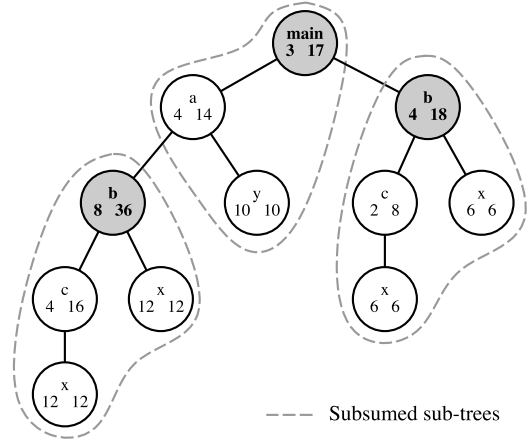 main
3 17
a
4 14
b
4 18
b
8 36
y
10 10
c
2 8
x
6 6
c
4 16
x
12 12
x
6 6
x
12 12
Subsumed sub-trees